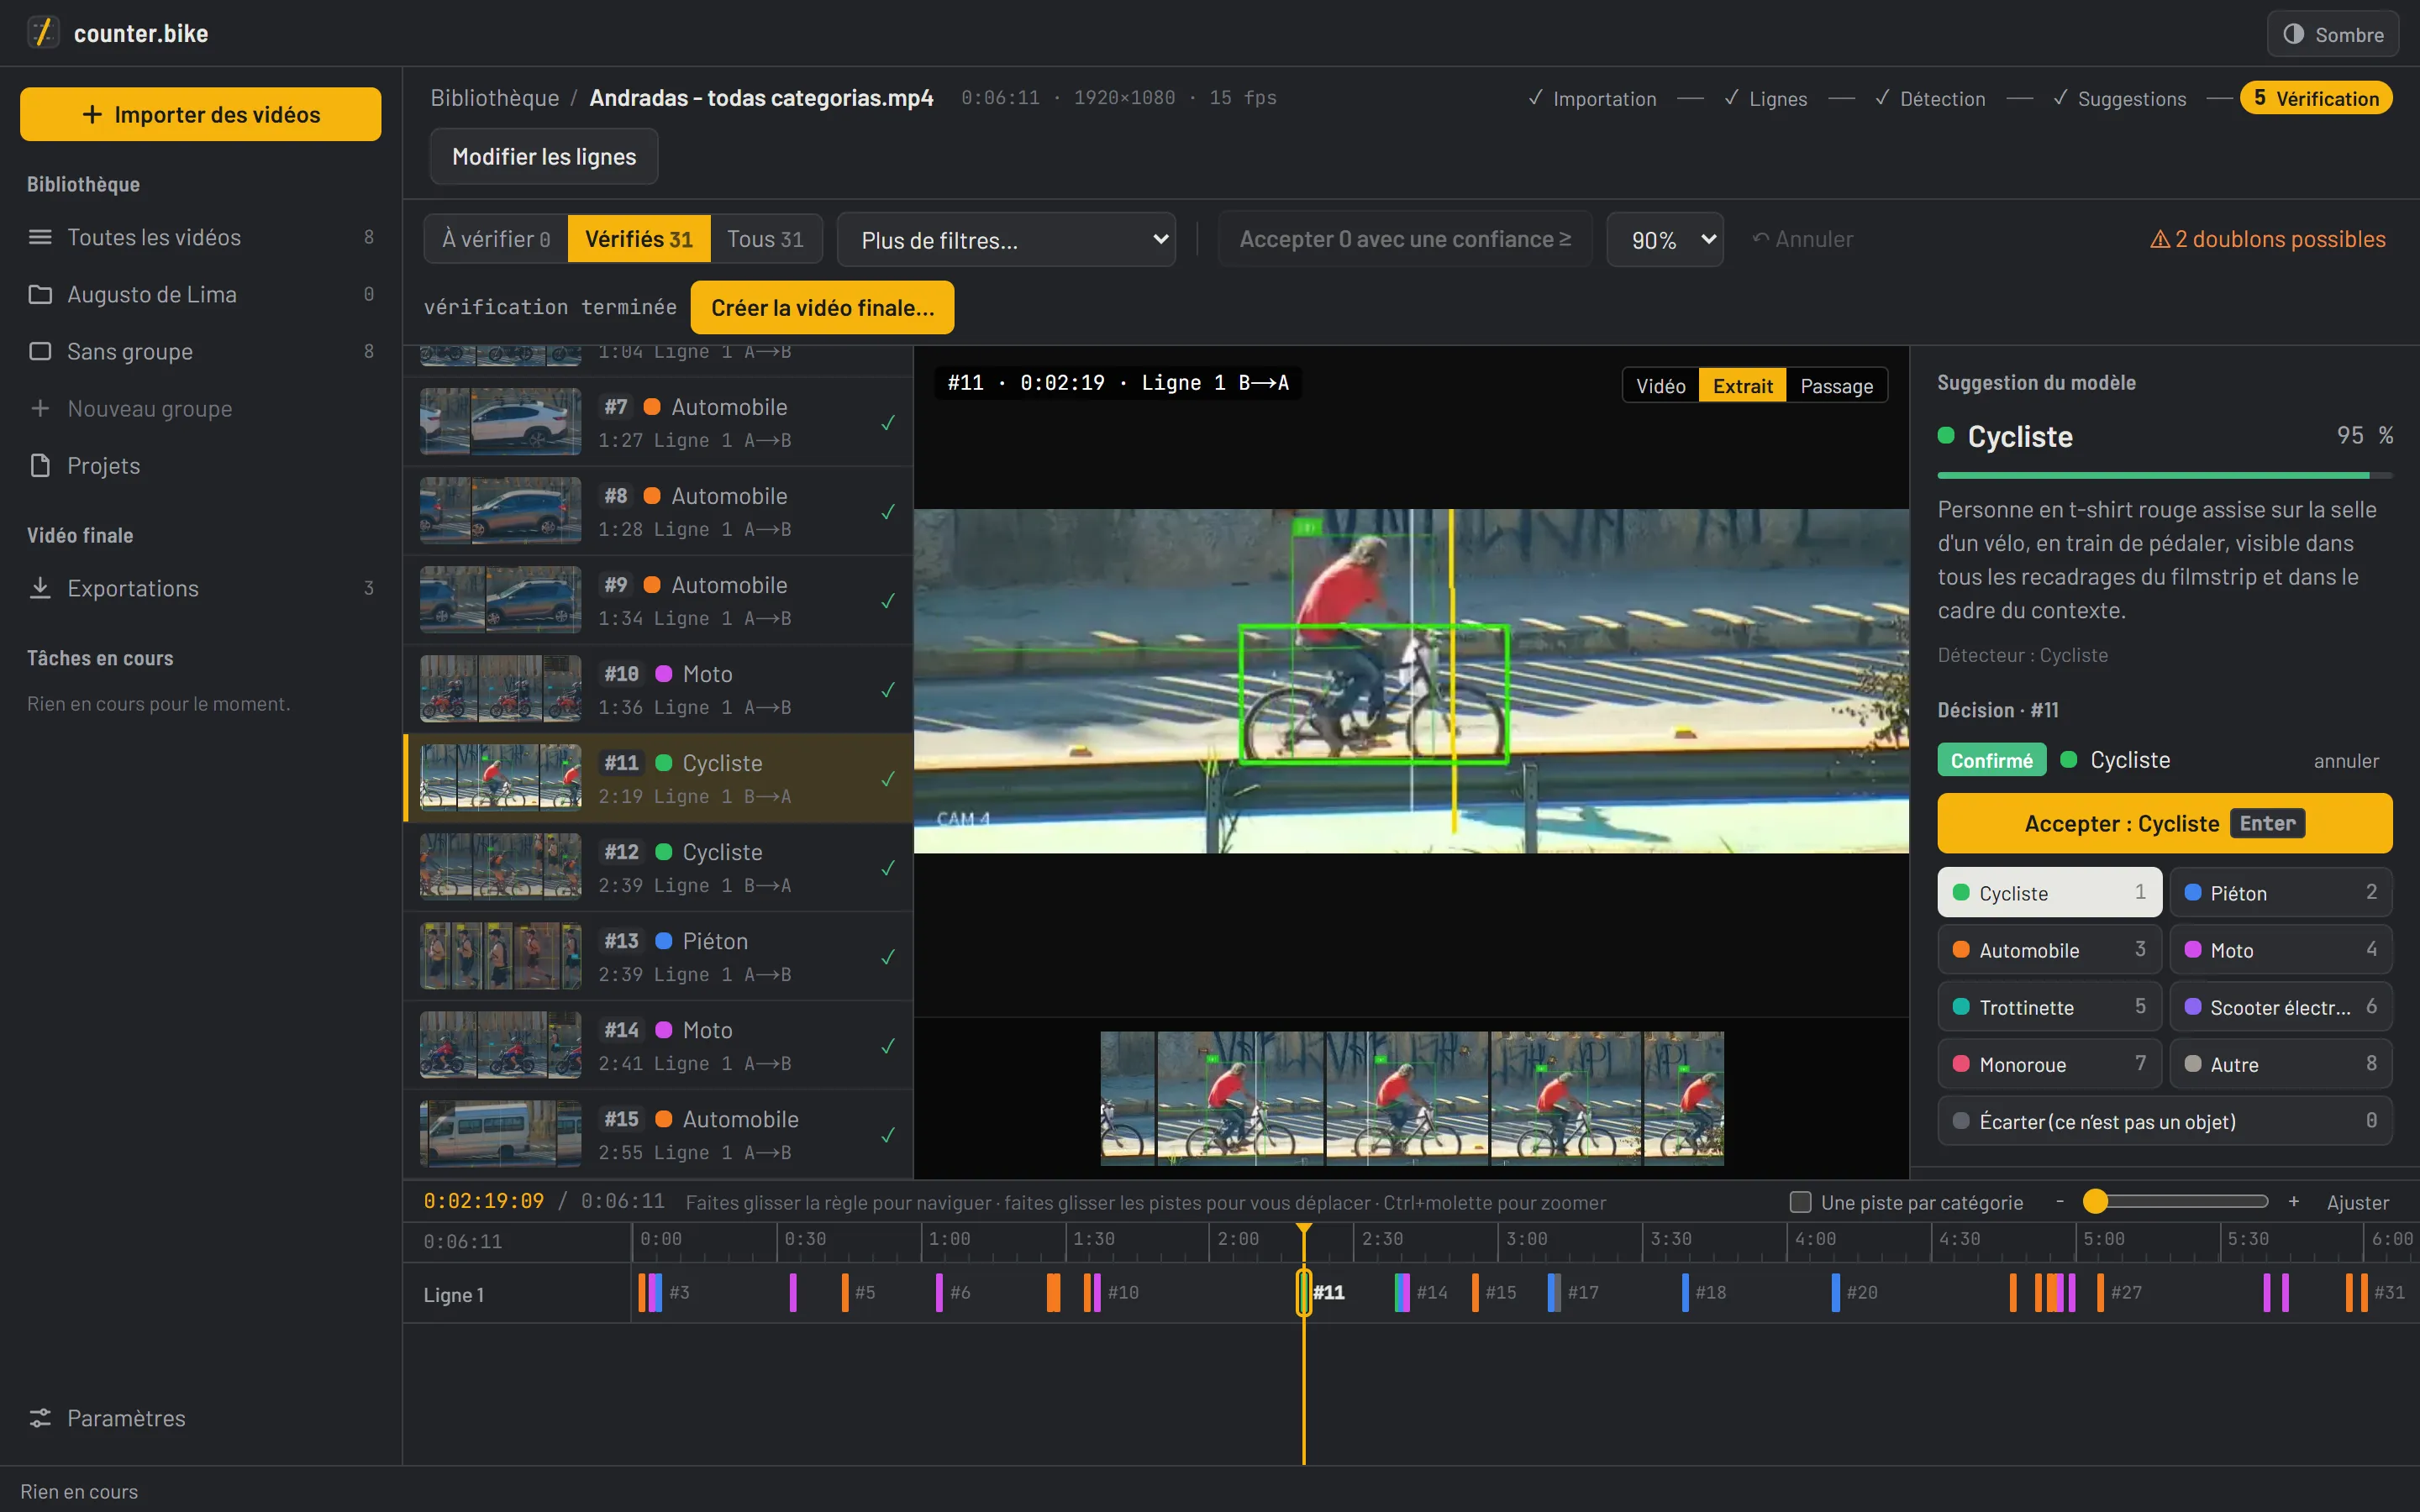 counter.bike
Sombre
+ Importer des vidéos
Bibliothèque
Toutes les vidéos 8
Augusto de Lima 0
Sans groupe 8
+ Nouveau groupe
Projets
Vidéo finale
Exportations 3
Tâches en cours
Rien en cours pour le moment.
Paramètres
Rien en cours
Bibliothèque / Andradas - todas categorias.mp4 0:06:11 · 1920×1080 · 15 fps
✓ Importation — ✓ Lignes — ✓ Détection — ✓ Suggestions — 5 Vérification
Modifier les lignes
À vérifier 0 Vérifiés 31 Tous 31 Plus de filtres... Accepter 0 avec une confiance ≥ 90% Annuler
⚠ 2 doublons possibles
vérification terminée Créer la vidéo finale...
1:04 Ligne 1 A→B
#7 Automobile ✓
1:27 Ligne 1 A→B
#8 Automobile ✓
1:28 Ligne 1 A→B
#9 Automobile ✓
1:34 Ligne 1 A→B
#10 Moto ✓
1:36 Ligne 1 A→B
#11 Cycliste ✓
2:19 Ligne 1 B→A
#12 Cycliste ✓
2:39 Ligne 1 B→A
#13 Piéton ✓
2:39 Ligne 1 A→B
#14 Moto ✓
2:41 Ligne 1 A→B
#15 Automobile ✓
2:55 Ligne 1 A→B
#11 · 0:02:19 · Ligne 1 B→A
Vidéo Extrait Passage
CAM 4
Suggestion du modèle
Cycliste 95 %
Personne en t-shirt rouge assise sur la selle
d'un vélo, en train de pédaler, visible dans
tous les recadrages du filmstrip et dans le
cadre du contexte.
Détecteur : Cycliste
Décision · #11
Confirmé Cycliste annuler
Accepter : Cycliste Enter
Cycliste 1
Piéton 2
Automobile 3
Moto 4
Trottinette 5
Scooter électr... 6
Monoroue 7
Autre 8
Écarter (ce n’est pas un objet) 0
0:02:19:09 / 0:06:11 Faites glisser la règle pour naviguer · faites glisser les pistes pour vous déplacer · Ctrl+molette pour zoomer
Une piste par catégorie - + Ajuster
0:06:11 0:00 0:30 1:00 1:30 2:00 2:30 3:00 3:30 4:00 4:30 5:00 5:30 6:00
Ligne 1 #3 #5 #6 #10 #11 #14 #15 #17 #18 #20 #27 #31